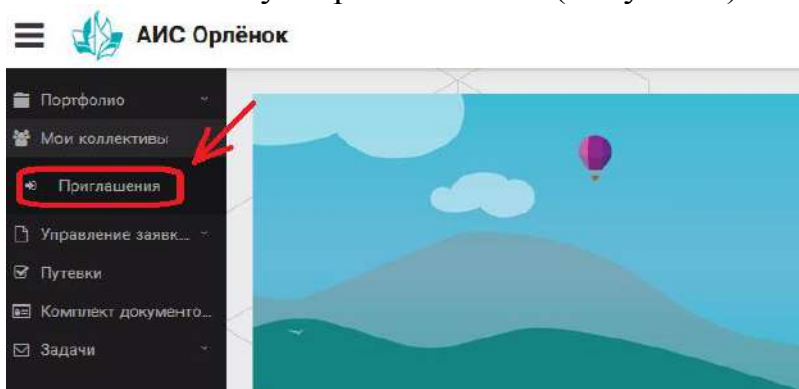 АИС Орлёнок
Портфолио
Мои коллективы
Приглашения
Управление заявк...
Путевки
Комплект документо...
Задачи